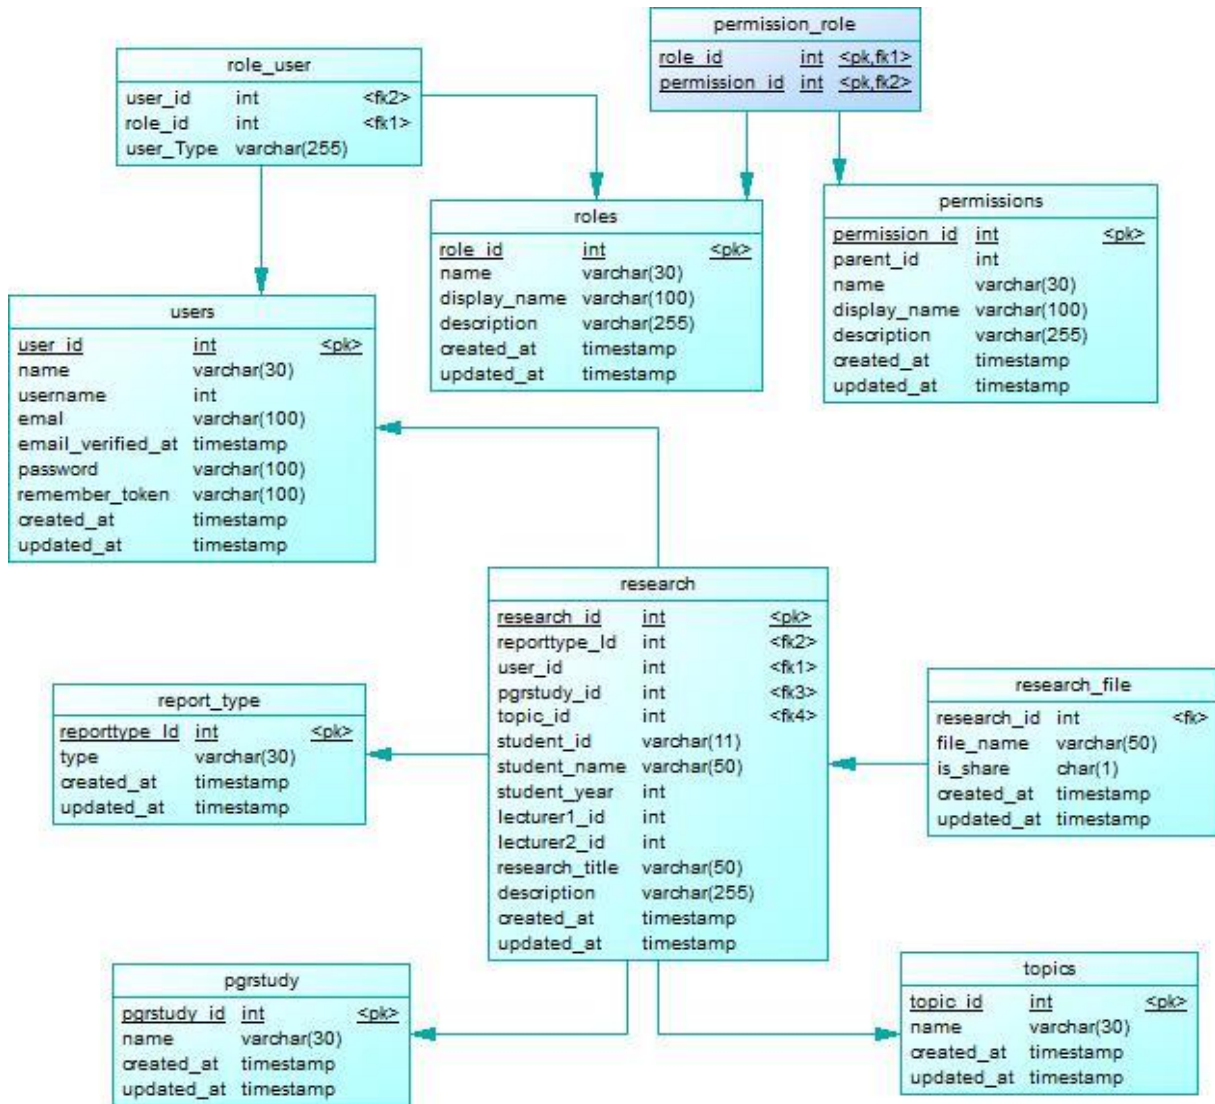 permission_role
role_id int <pk,fk1>
permission_id int <pk,fk2>
role_user
user_id int <fk2>
role_id int <fk1>
user_Type varchar(255)
roles
role_id int <pk>
name varchar(30)
display_name varchar(100)
description varchar(255)
created_at timestamp
updated_at timestamp
permissions
permission_id int <pk>
parent_id int
name varchar(30)
display_name varchar(100)
description varchar(255)
created_at timestamp
updated_at timestamp
users
user_id int <pk>
name varchar(30)
username int
emal varchar(100)
email_verified_at timestamp
password varchar(100)
remember_token varchar(100)
created_at timestamp
updated_at timestamp
research
research_id int <pk>
reporttype_Id int <fk2>
user_id int <fk1>
pgrstudy_id int <fk3>
topic_id int <fk4>
student_id varchar(11)
student_name varchar(50)
student_year int
lecturer1_id int
lecturer2_id int
research_title varchar(50)
description varchar(255)
created_at timestamp
updated_at timestamp
report_type
reporttype_Id int <pk>
type varchar(30)
created_at timestamp
updated_at timestamp
research_file
research_id int <fk>
file_name varchar(50)
is_share char(1)
created_at timestamp
updated_at timestamp
pgrstudy
pgrstudy_id int <pk>
name varchar(30)
created_at timestamp
updated_at timestamp
topics
topic_id int <pk>
name varchar(30)
created_at timestamp
updated_at timestamp